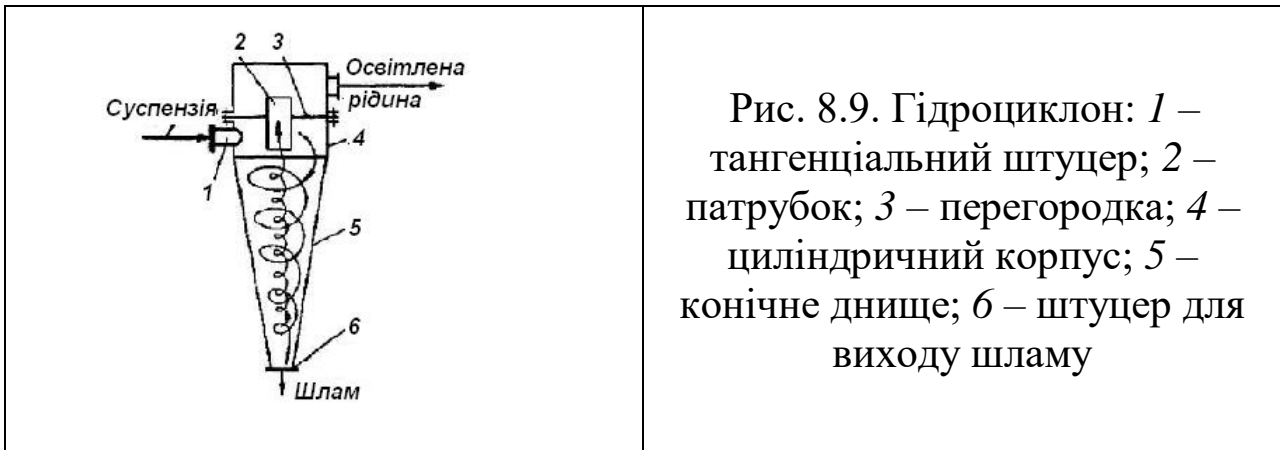 2
3
Освітлена
рідина
Суспензія
4
1
5
6
Шлам
Рис. 8.9. Гідроциклон: 1 –
тангенціальний штуцер; 2 –
патрубок; 3 – перегородка; 4 –
циліндричний корпус; 5 –
конічне днище; 6 – штуцер для
виходу шламу